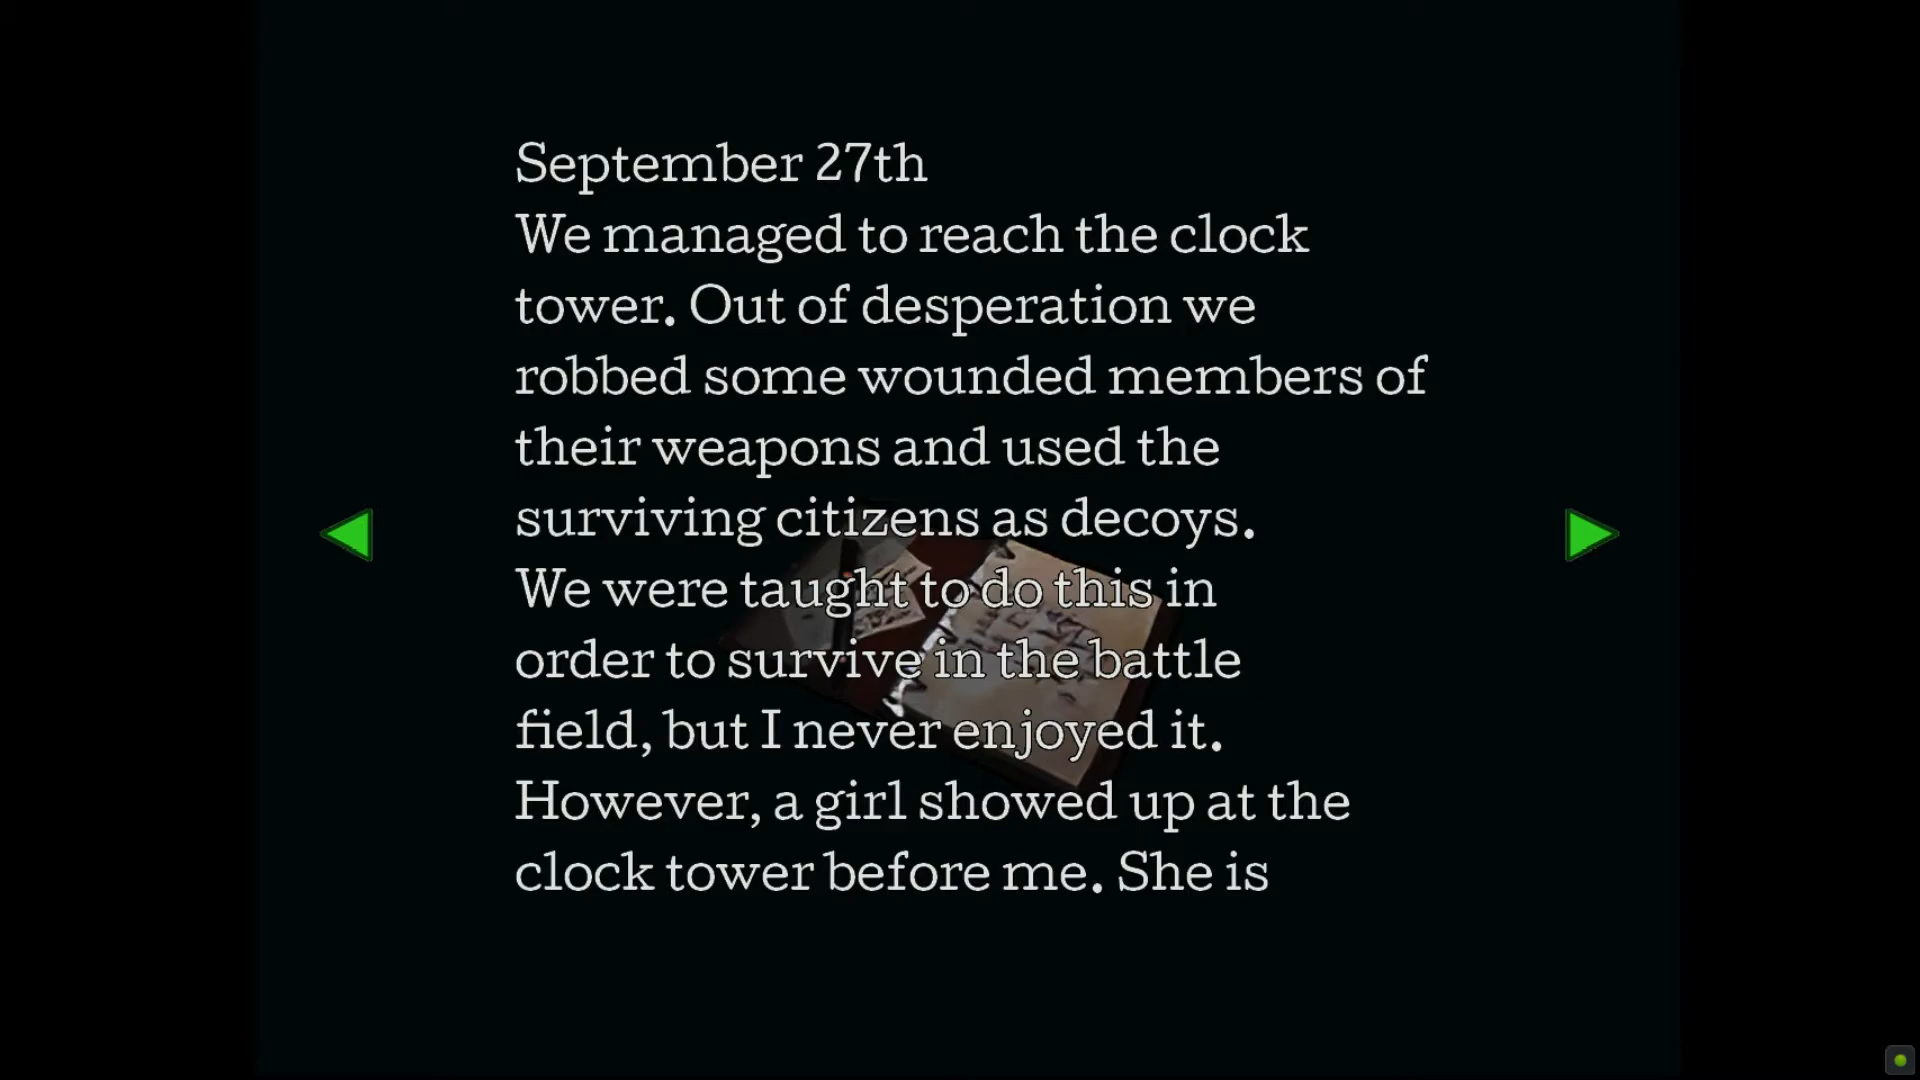 September 27th
We managed to reach the clock
tower. Out of desperation we
robbed some wounded members of
their weapons and used the
surviving citizens as decoys.
We were taught to do this in
order to survive in the battle
field, but I never enjoyed it.
However, a girl showed up at the
clock tower before me. She is